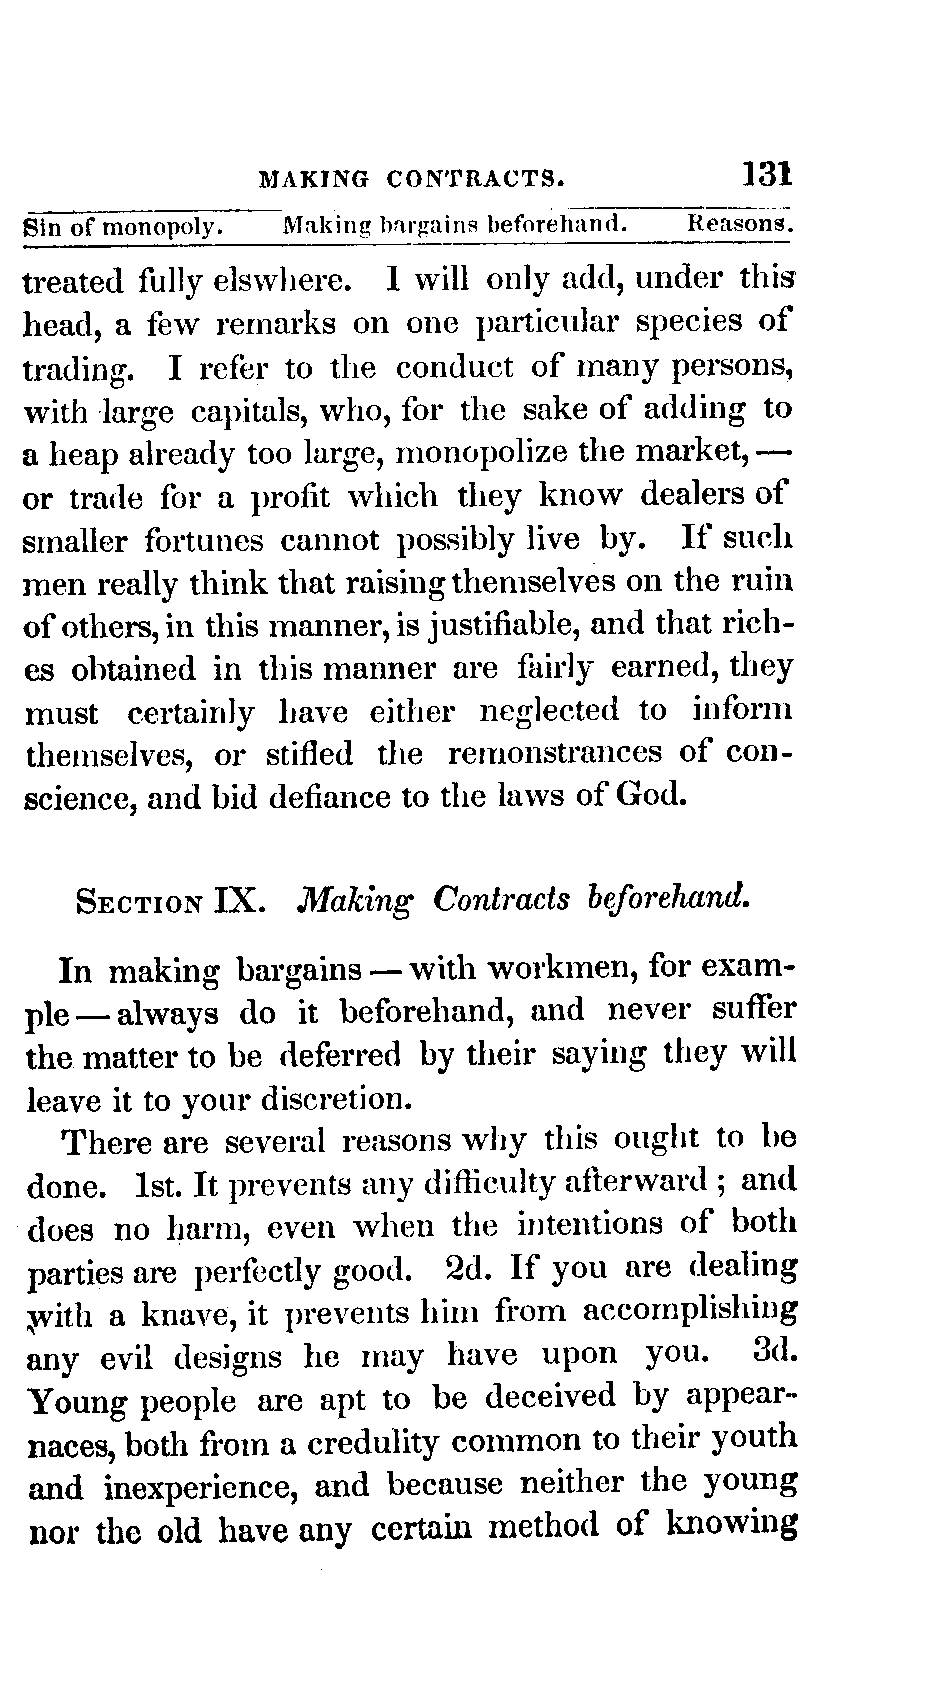 MAKING CONTRACTS. 131
Sin of monopoly. Making bargains beforehand. Reasons.
treated fully elswhere. I will only add, under this
head, a few remarks on one particular species of
trading. I refer to the conduct of many persons,
with large capitals, who, for the sake of adding to
a heap already too large, monopolize the market, —
or trade for a profit which they know dealers of
smaller fortunes cannot possibly live by. If such
men really think that raising themselves on the ruin
of others, in this manner, is justifiable, and that rich-
es obtained in this manner are fairly earned, they
must certainly have either neglected to inform
themselves, or stifled the remonstrances of con-
science, and bid defiance to the laws of God.
SECTION IX. Making Contracts beforehand.
In making bargains — with workmen, for exam-
ple — always do it beforehand, and never suffer
the matter to be deferred by their saying they will
leave it to your discretion.
There are several reasons why this ought to be
done. 1st. It prevents any difficulty afterward ; and
does no harm, even when the intentions of both
parties are perfectly good. 2d. If you are dealing
with a knave, it prevents him from accomplishing
any evil designs he may have upon you. 3d.
Young people are apt to be deceived by appear-
naces, both from a credulity common to their youth
and inexperience, and because neither the young
nor the old have any certain method of knowing